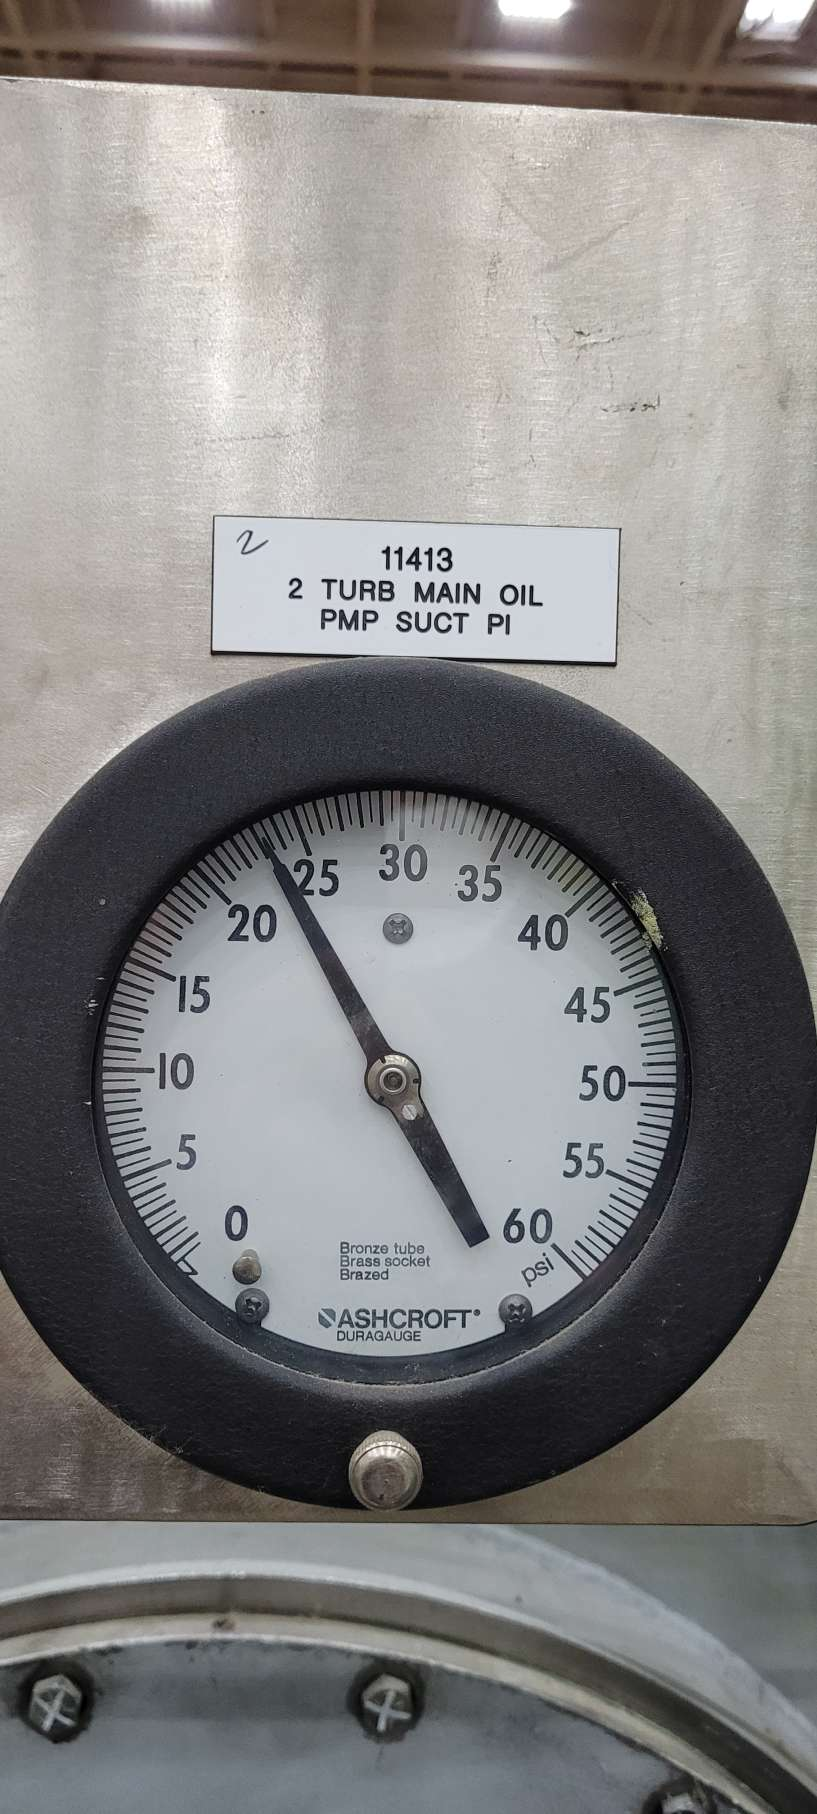 2
11413
2 TURB MAIN OIL
PMP SUCT PI
0
5
10
15
20
25
30
35
40
45
50
55
60
psi
Bronze tube
Brass socket
Brazed
ASHCROFT®
DURAGAUGE